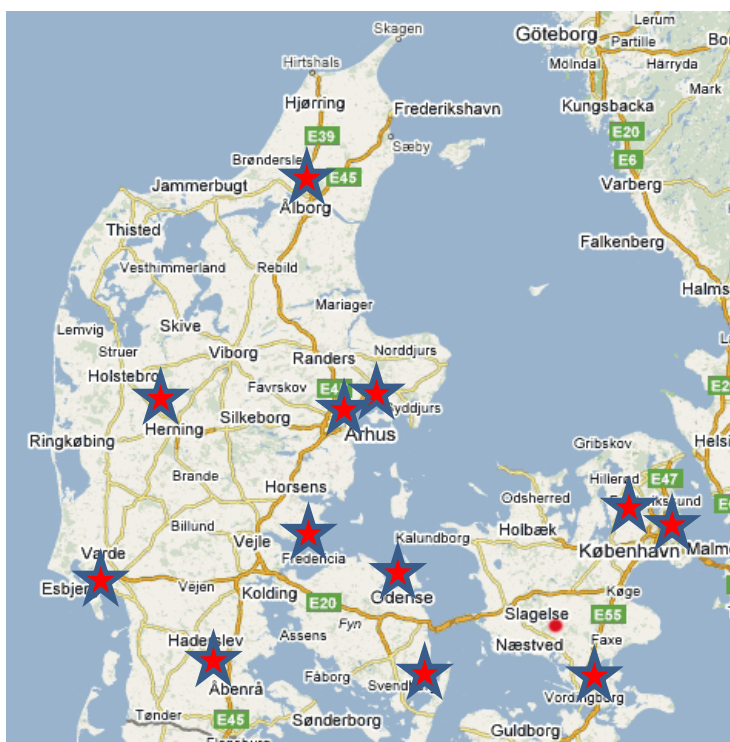 Skagen
Göteborg
Lerum
Partille
Hirtshals
Mölndal
Härryda
Hjørring
Mark
Frederikshavn
Kungsbacka
E39
E20
Sæby
E6
Brønderslev
E45
Jammerbugt
Varberg
Ålborg
Thisted
Falkenberg
Vesthimmerland
Rebild
Mariager
Lemvig
Skive
Struer
Viborg
Randers
Norddjurs
Holstebro
Favrskov
Syddjurs
Silkeborg
Herning
Århus
Ringkøbing
Gribskov
Brande
Hillerød
E47
Horsens
Odsherred
Holbæk
Billund
Vejle
Kalundborg
København
Varde
Fredericia
Esbjerg
Vejen
Kolding
Odense
Køge
E20
Slagelse
E55
Fyn
Assens
Næstved
Faxe
Haderslev
Fåborg
Åbenrå
Svendborg
Vordingborg
Tønder
E45
Sønderborg
Guldborg